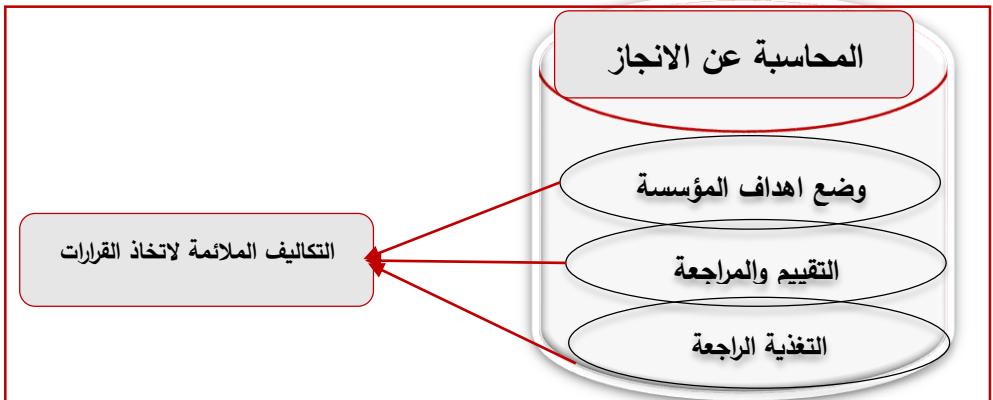 المحاسبة عن الانجاز
وضع اهداف المؤسسة
التقييم والمراجعة
التغذية الراجعة
التكاليف الملائمة لاتخاذ القرارات